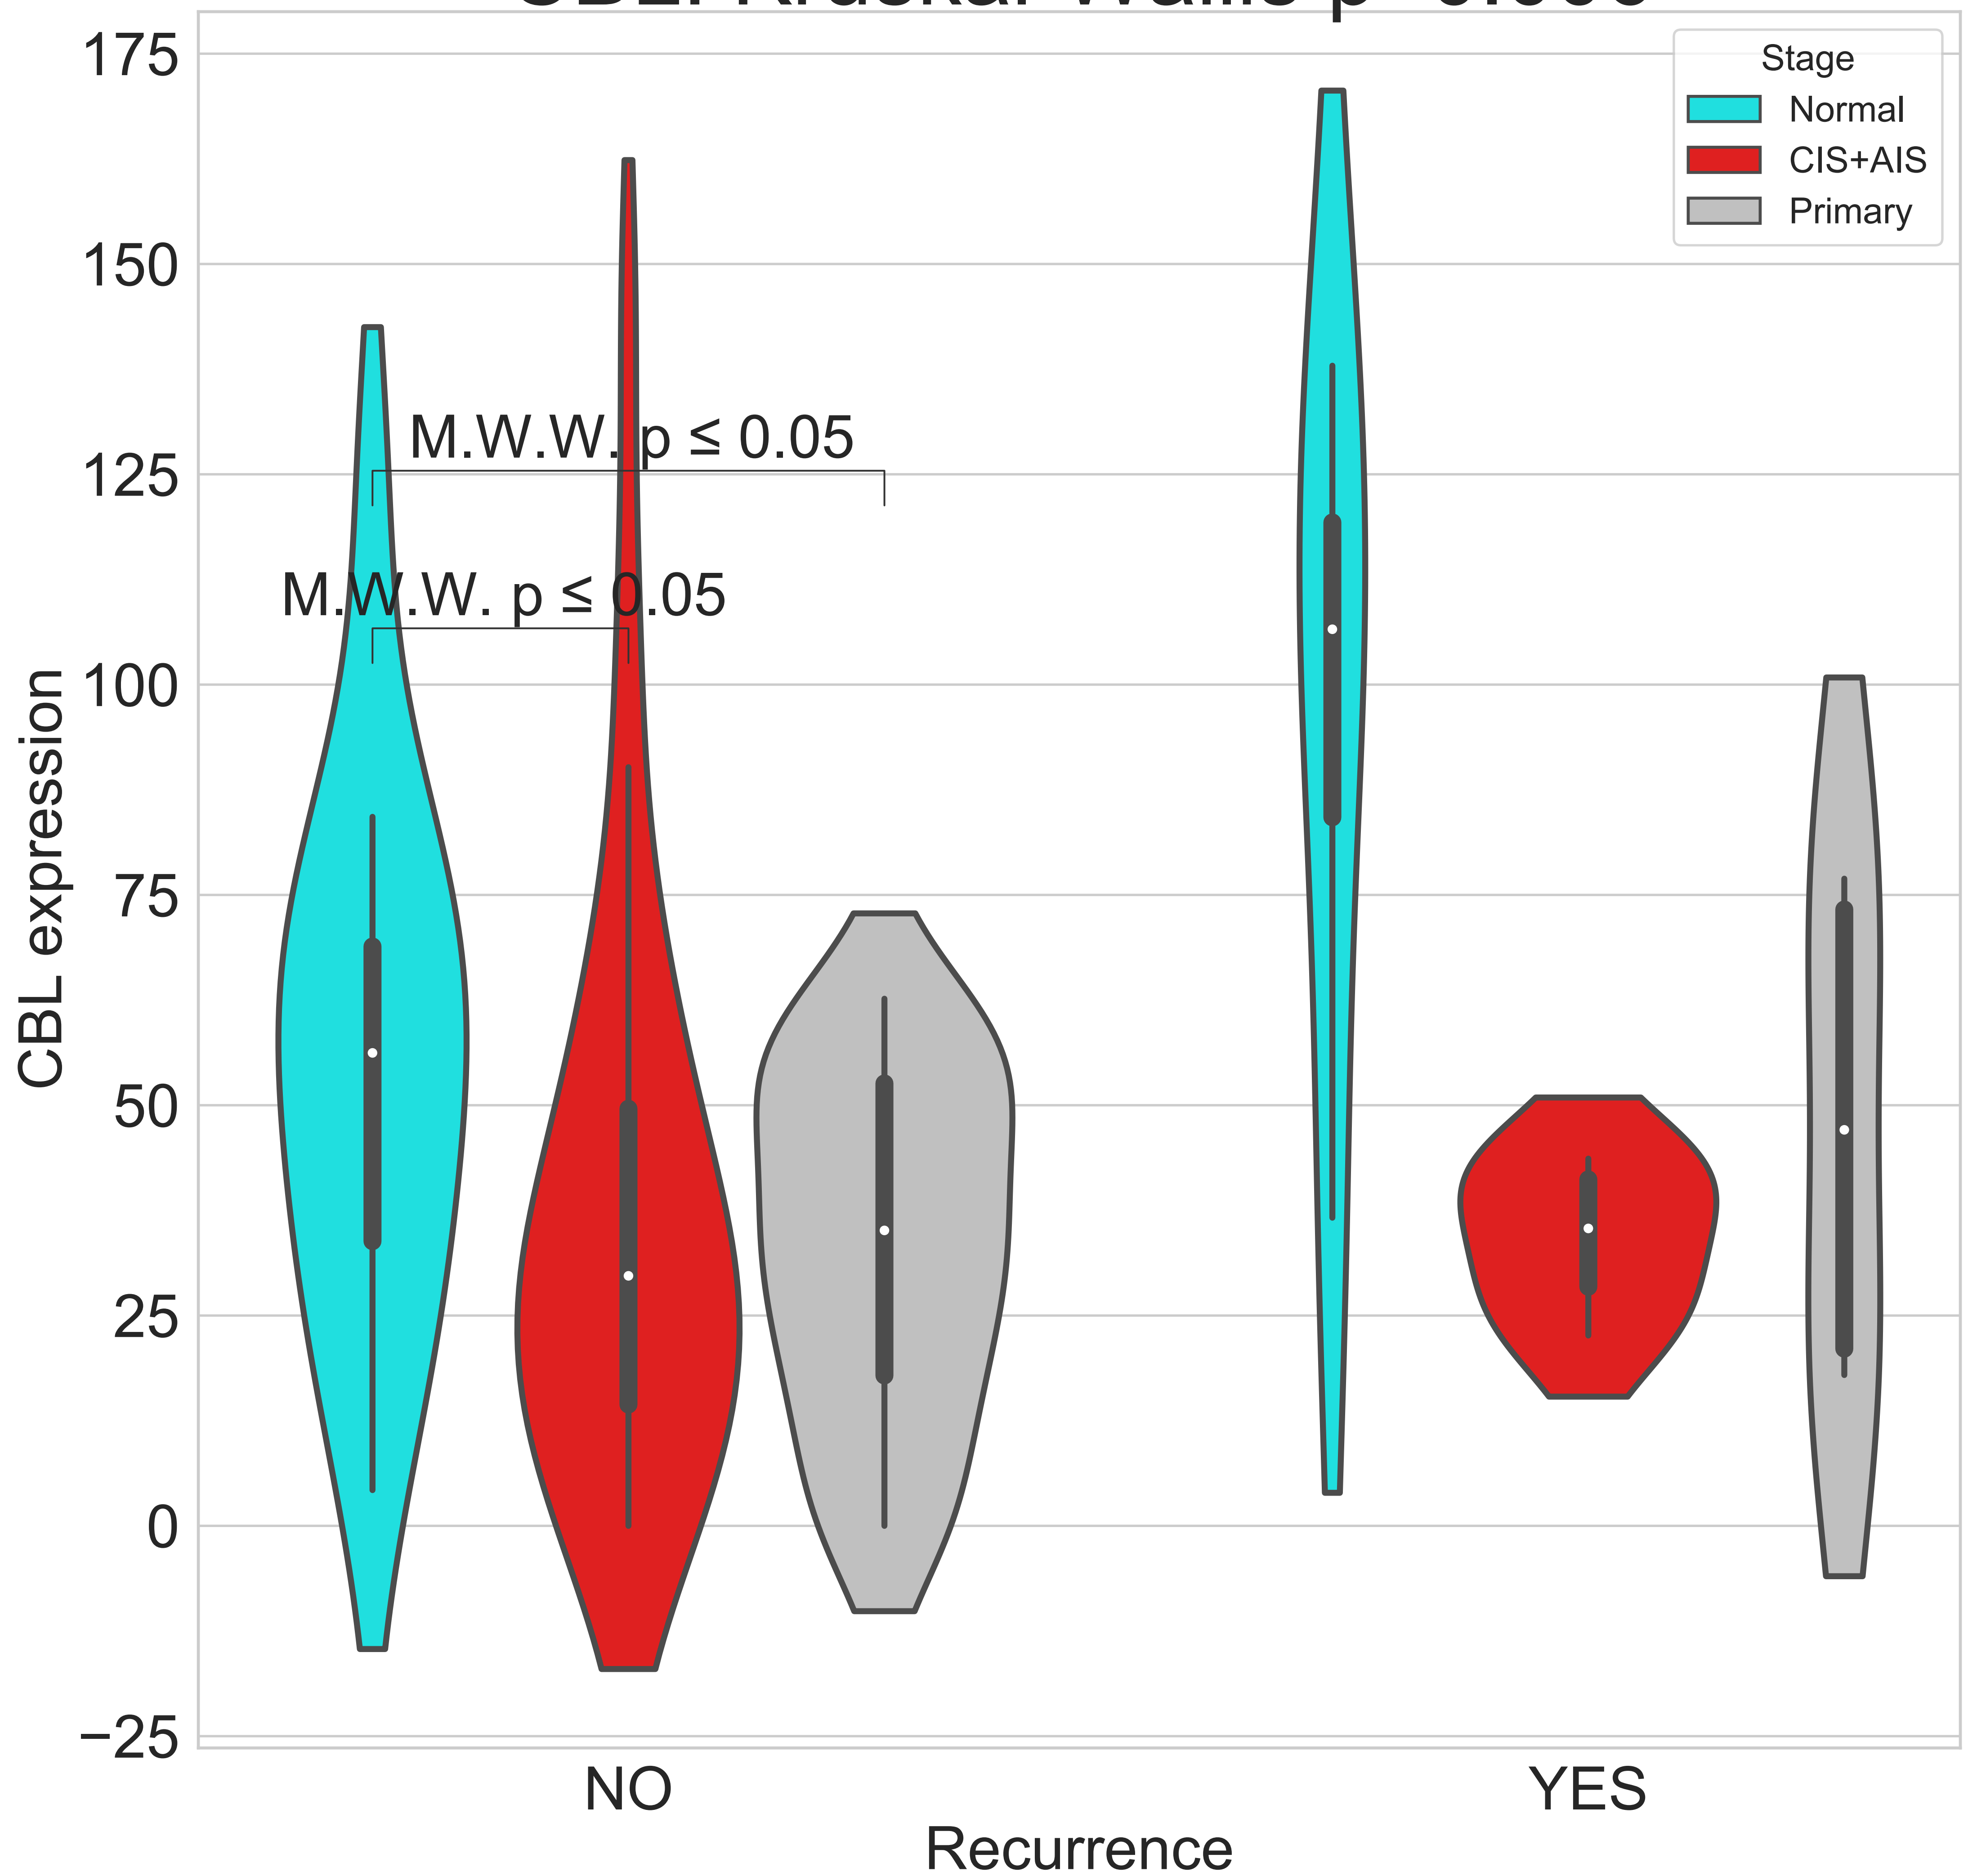 175
150
125
100
75
50
25
0
−25
CBL expression
Stage
Normal
CIS+AIS
Primary
M.W.W. p ≤ 0.05
M.W.W. p ≤ 0.05
NO
YES
Recurrence